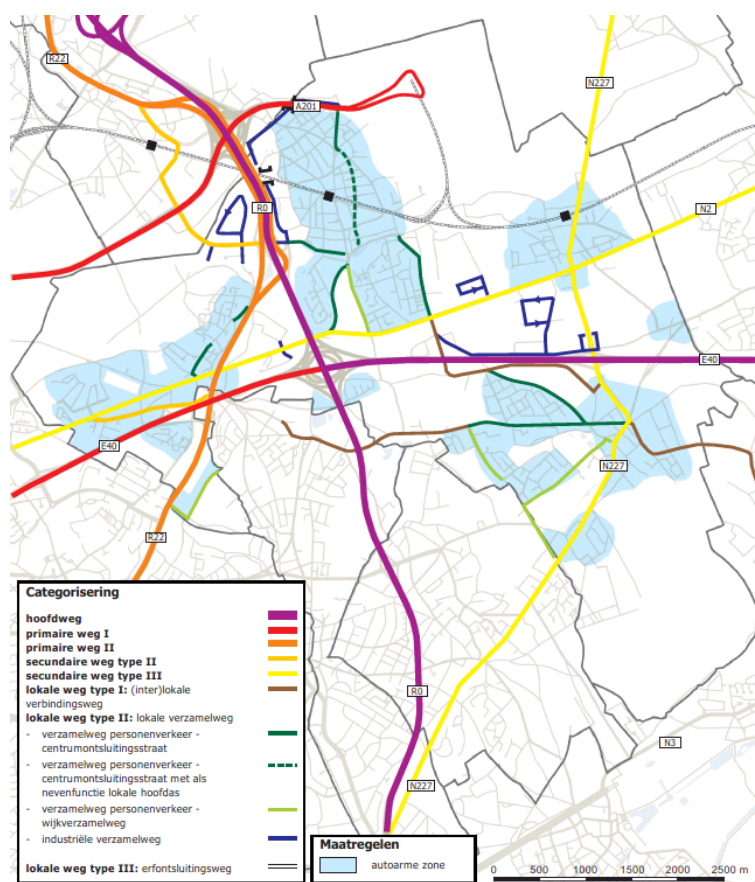 R22
A201
N227
R0
N2
E40
E40
N227
R22
R0
N3
N227
Categorisering
hoofdweg
primaire weg I
primaire weg II
secundaire weg type II
secundaire weg type III
lokale weg type I: (inter)lokale
verbindingsweg
lokale weg type II: lokale verzamelweg
- verzamelweg personenverkeer -
centrumontsluitingsstraat
- verzamelweg personenverkeer -
centrumontsluitingsstraat met als
nevenfunctie lokale hoofdas
- verzamelweg personenverkeer -
wijkverzamelweg
- industriële verzamelweg
lokale weg type III: erfontsluitingsweg
Maatregelen
autoarme zone
0 500 1000 1500 2000 2500 m